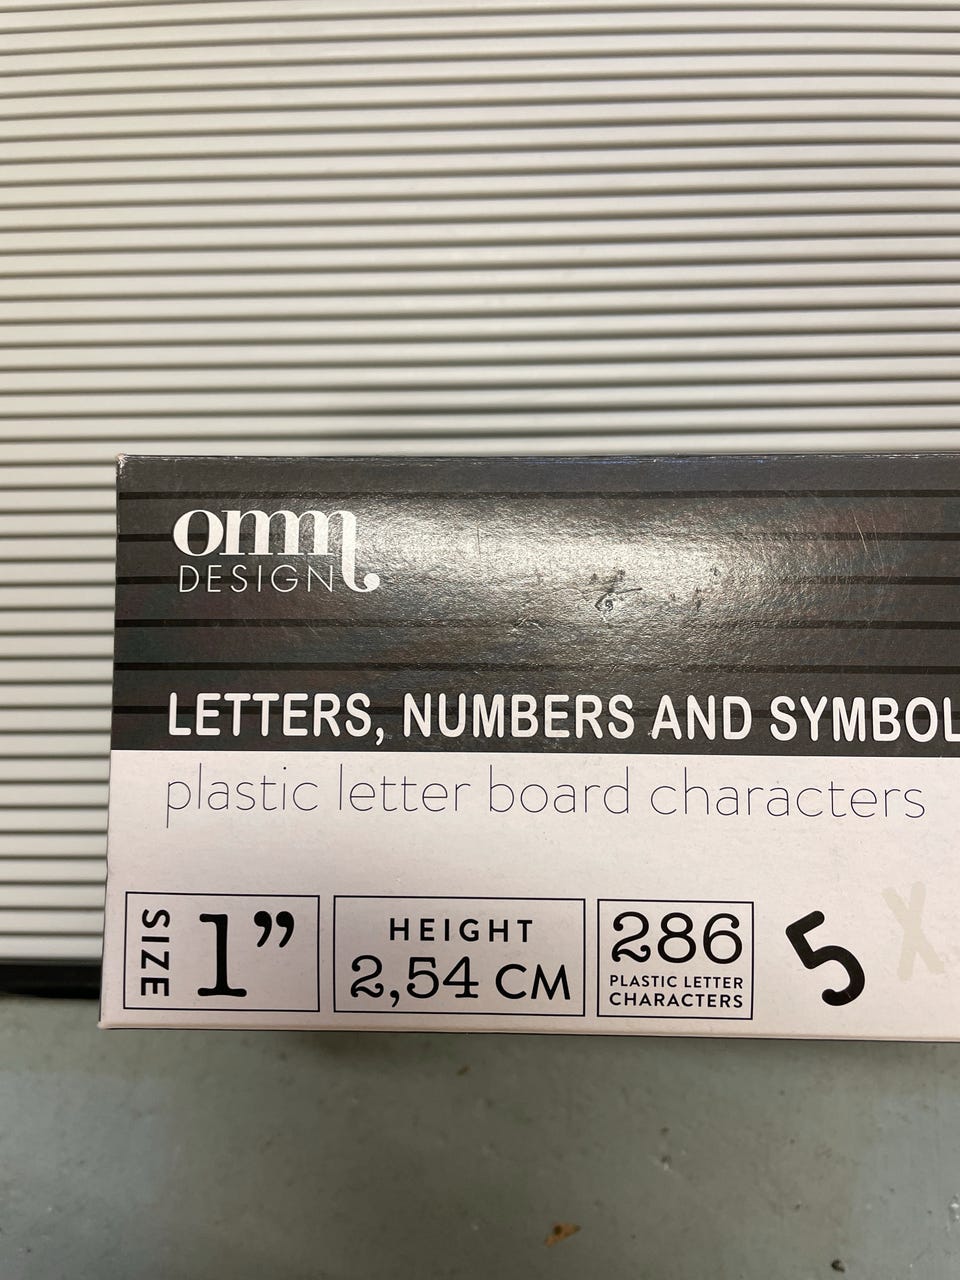 omm
DESIGN
LETTERS, NUMBERS AND SYMBOL
plastic letter board characters
SIZE 1”
HEIGHT
2,54 CM
286
PLASTIC LETTER
CHARACTERS
5 X